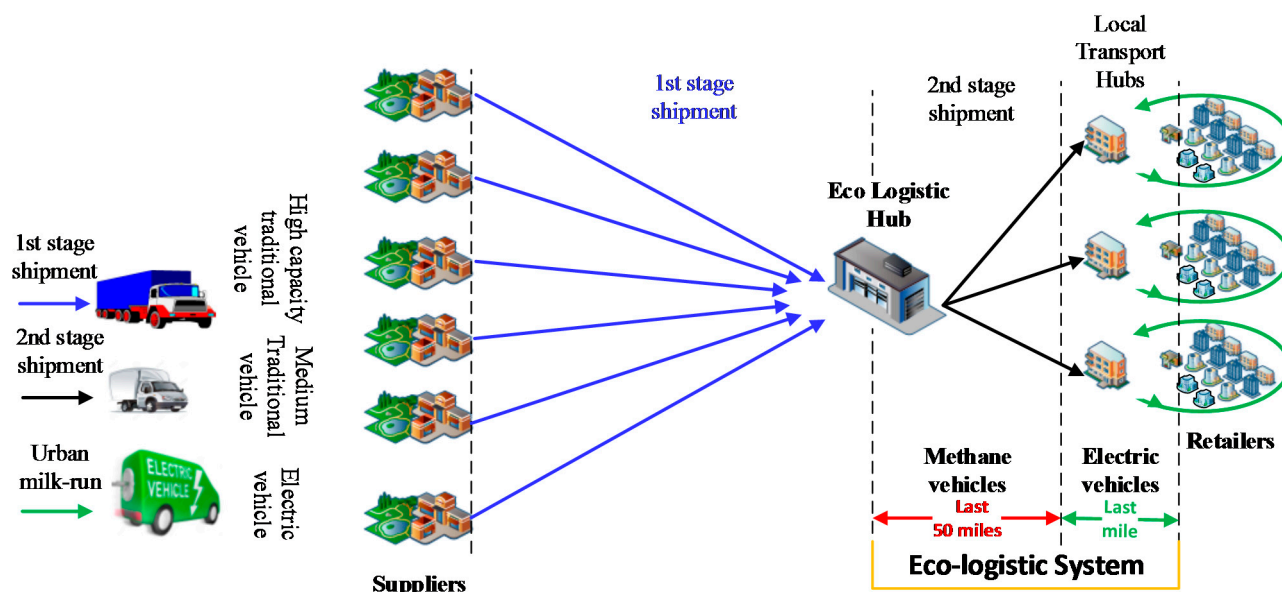 1st stage
shipment
High capacity
traditional
vehicle
2nd stage
shipment
Medium
Traditional
vehicle
Urban
milk-run
ELECTRIC
VEHICLE
Electric
vehicle
Suppliers
1st stage
shipment
Eco Logistic
Hub
2nd stage
shipment
Local
Transport
Hubs
Retailers
Methane
vehicles
Last
50 miles
Electric
vehicles
Last
mile
Eco-logistic System